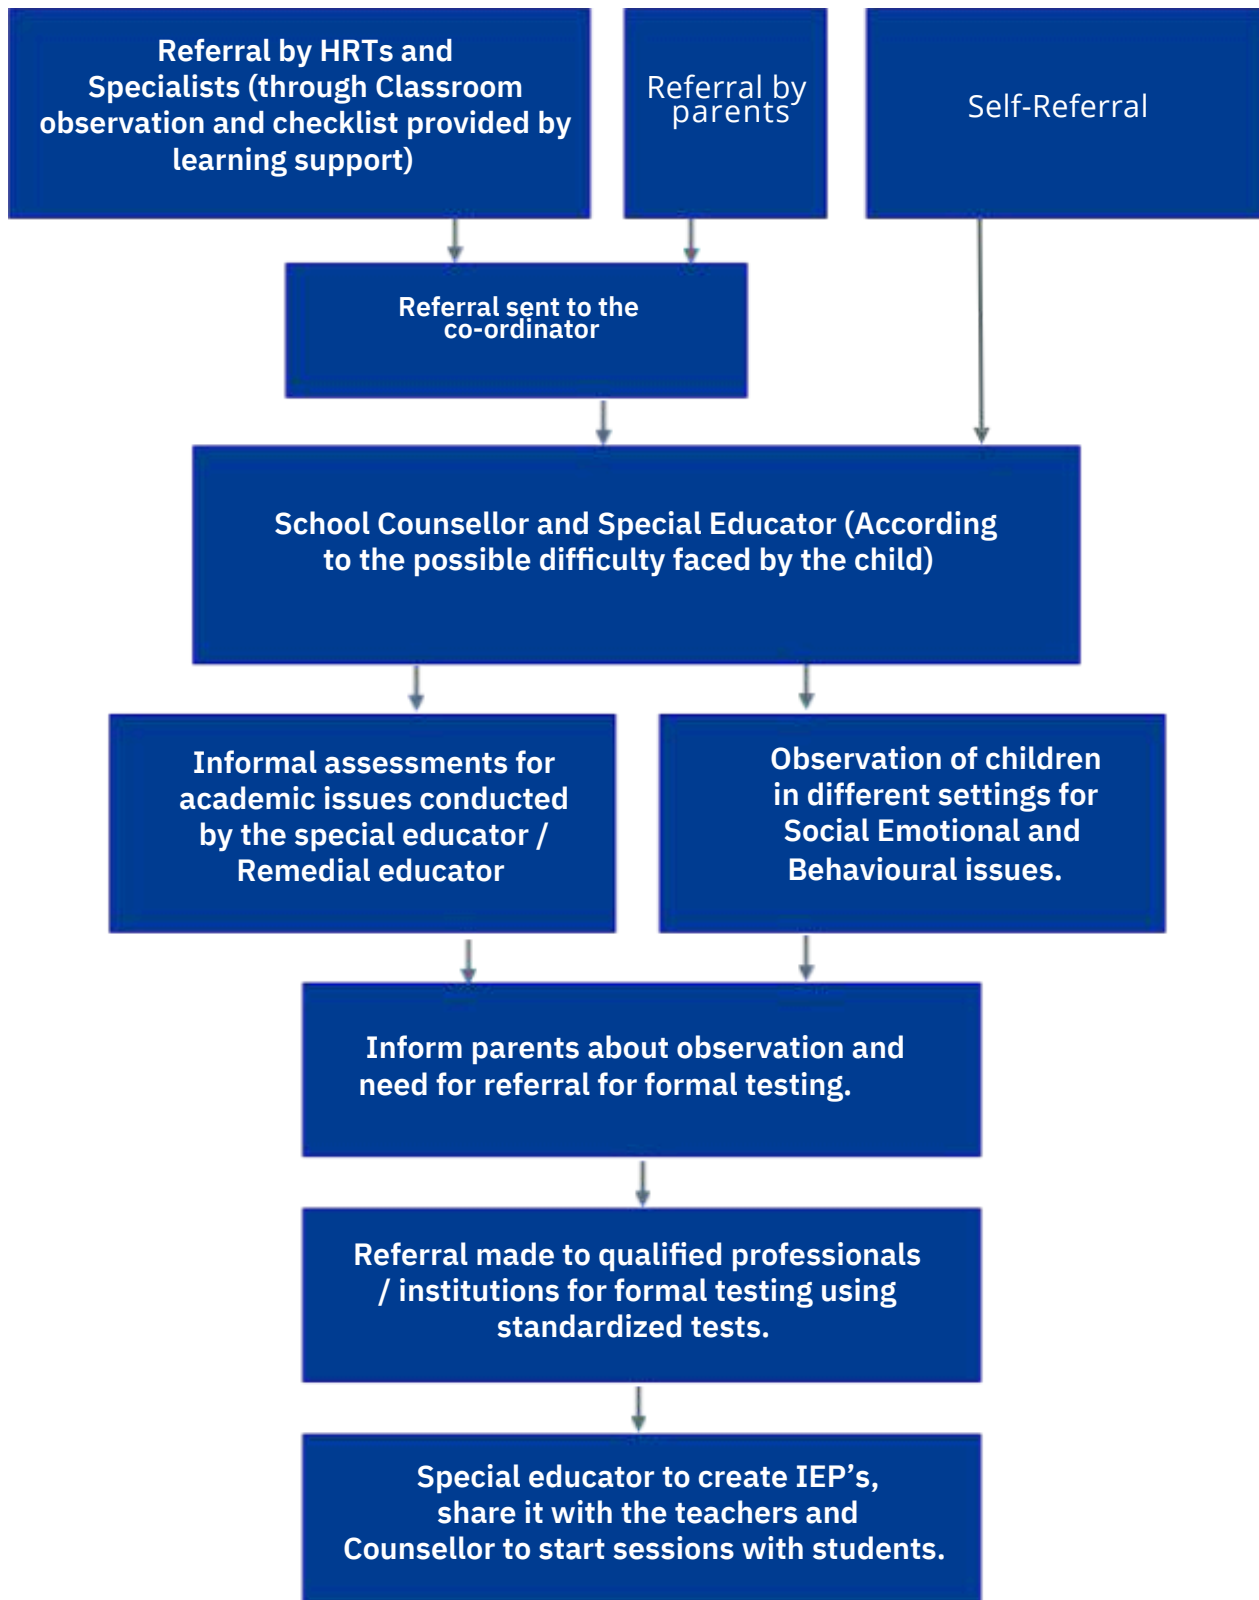 Referral by HRTs and
Specialists (through Classroom
observation and checklist provided by
learning support)
Referral by
parents
Self-Referral
Referral sent to the
co-ordinator
School Counsellor and Special Educator (According
to the possible difficulty faced by the child)
Informal assessments for
academic issues conducted
by the special educator /
Remedial educator
Observation of children
in different settings for
Social Emotional and
Behavioural issues.
Inform parents about observation and
need for referral for formal testing.
Referral made to qualified professionals
/ institutions for formal testing using
standardized tests.
Special educator to create IEP’s,
share it with the teachers and
Counsellor to start sessions with students.